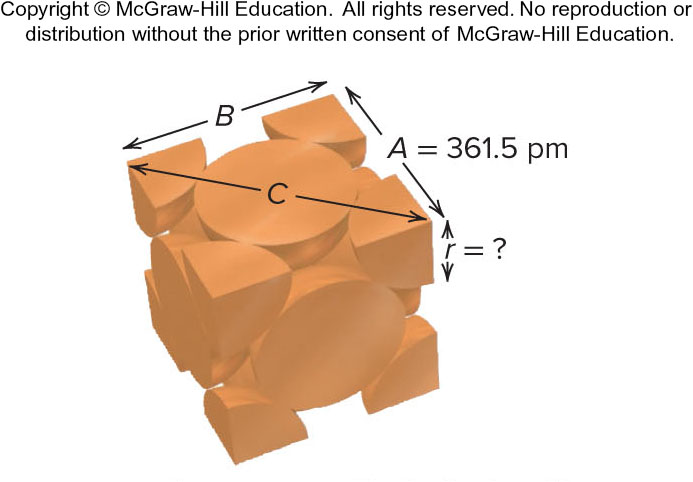 Copyright © McGraw-Hill Education. All rights reserved. No reproduction or
distribution without the prior written consent of McGraw-Hill Education.
B
A = 361.5 pm
C
r = ?